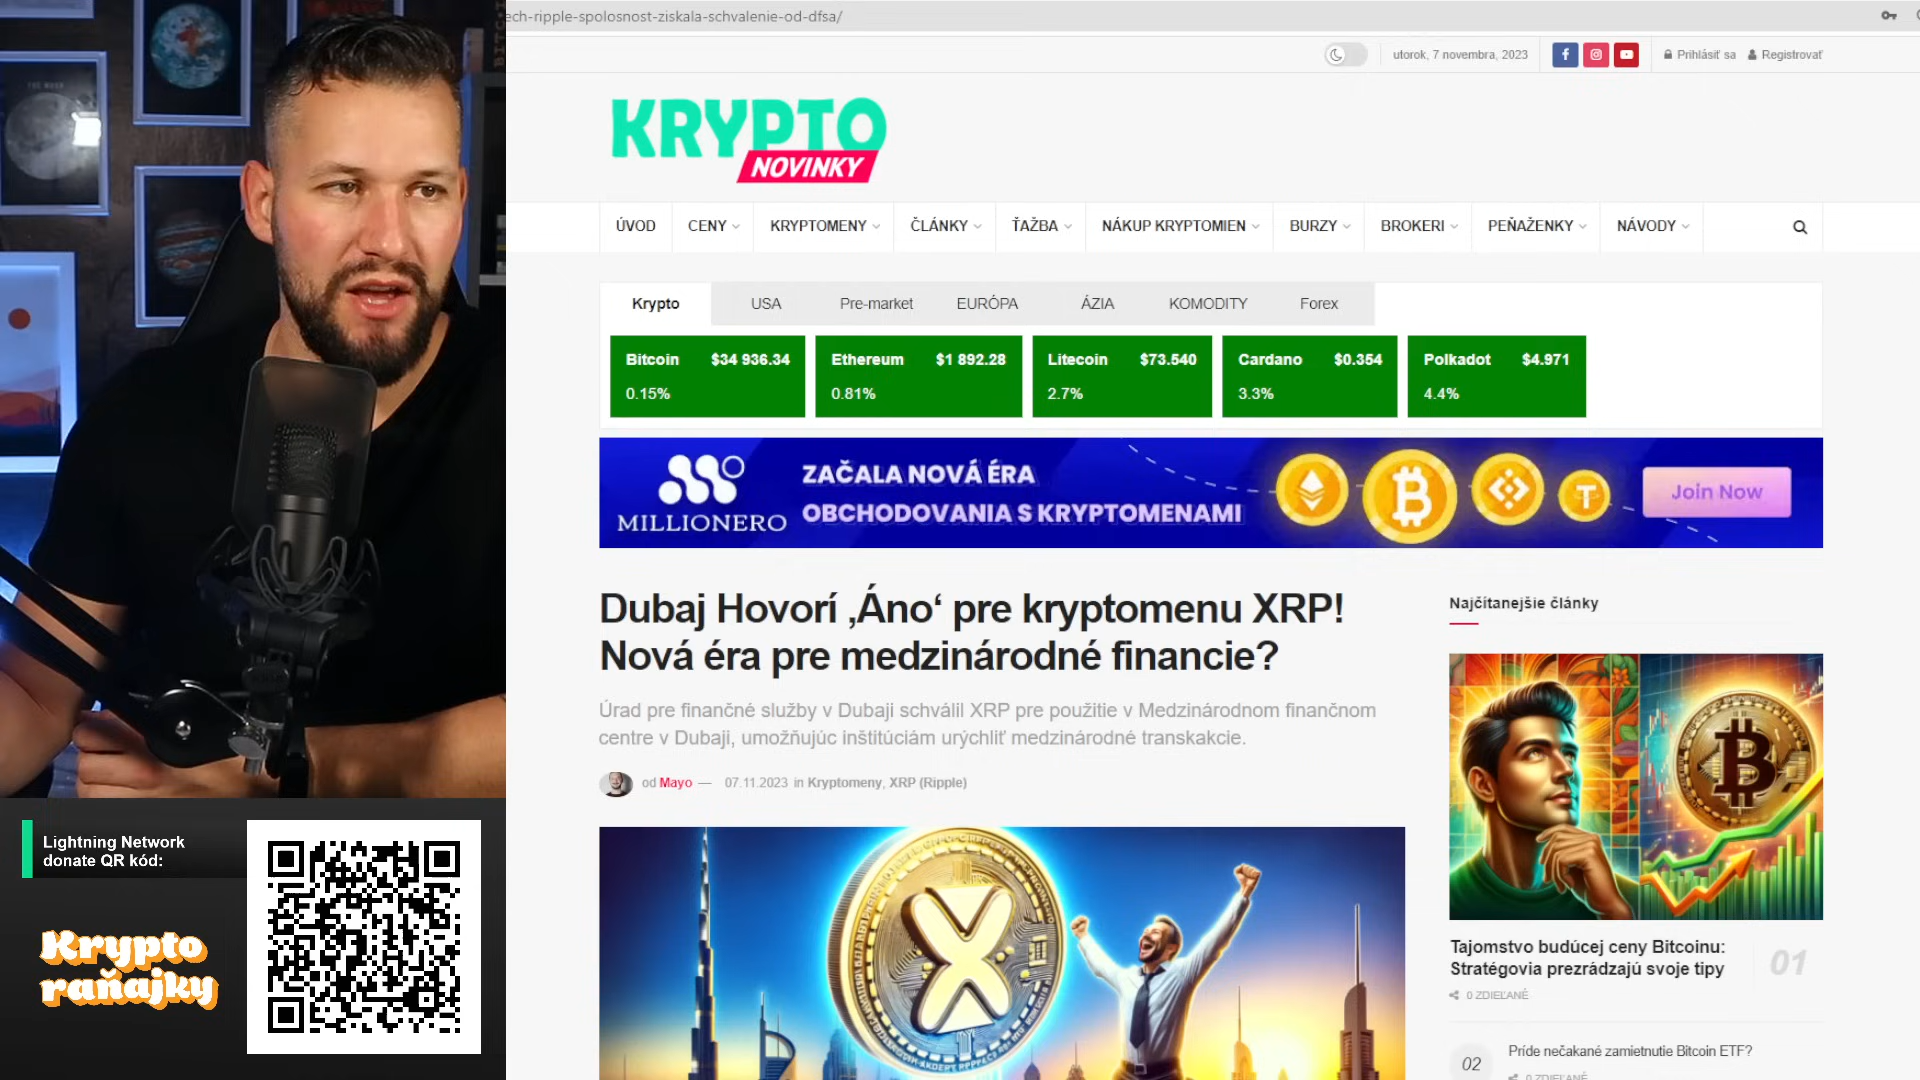 ech-ripple-spolosnost-ziskala-schvalenie-od-dfsa/
utorok, 7 novembra, 2023
Prihlásiť sa
Registrovať
KRYPTO
NOVINKY
ÚVOD
CENY
KRYPTOMENY
ČLÁNKY
ŤAŽBA
NÁKUP KRYPTOMIEN
BURZY
BROKERI
PEŇAŽENKY
NÁVODY
Krypto
USA
Pre-market
EURÓPA
ÁZIA
KOMODITY
Forex
Bitcoin $34 936.34
0.15%
Ethereum $1 892.28
0.81%
Litecoin $73.540
2.7%
Cardano $0.354
3.3%
Polkadot $4.971
4.4%
MILLIONERO
ZAČALA NOVÁ ÉRA
OBCHODOVANIA S KRYPTOMENAMI
Join Now
Dubaj Hovorí ‚Áno‘ pre kryptomenu XRP!
Nová éra pre medzinárodné financie?
Úrad pre finančné služby v Dubaji schválil XRP pre použitie v Medzinárodnom finančnom
centre v Dubaji, umožňujúc inštitúciám urýchliť medzinárodné transkakcie.
od Mayo — 07.11.2023 in Kryptomeny, XRP (Ripple)
Najčítanejšie články
Tajomstvo budúcej ceny Bitcoinu:
Stratégovia prezrádzajú svoje tipy
01
0 ZDIEĽANÉ
02
Príde nečakané zamietnutie Bitcoin ETF?
0 ZDIEĽANÉ
Lightning Network
donate QR kód:
Krypto
raňajky